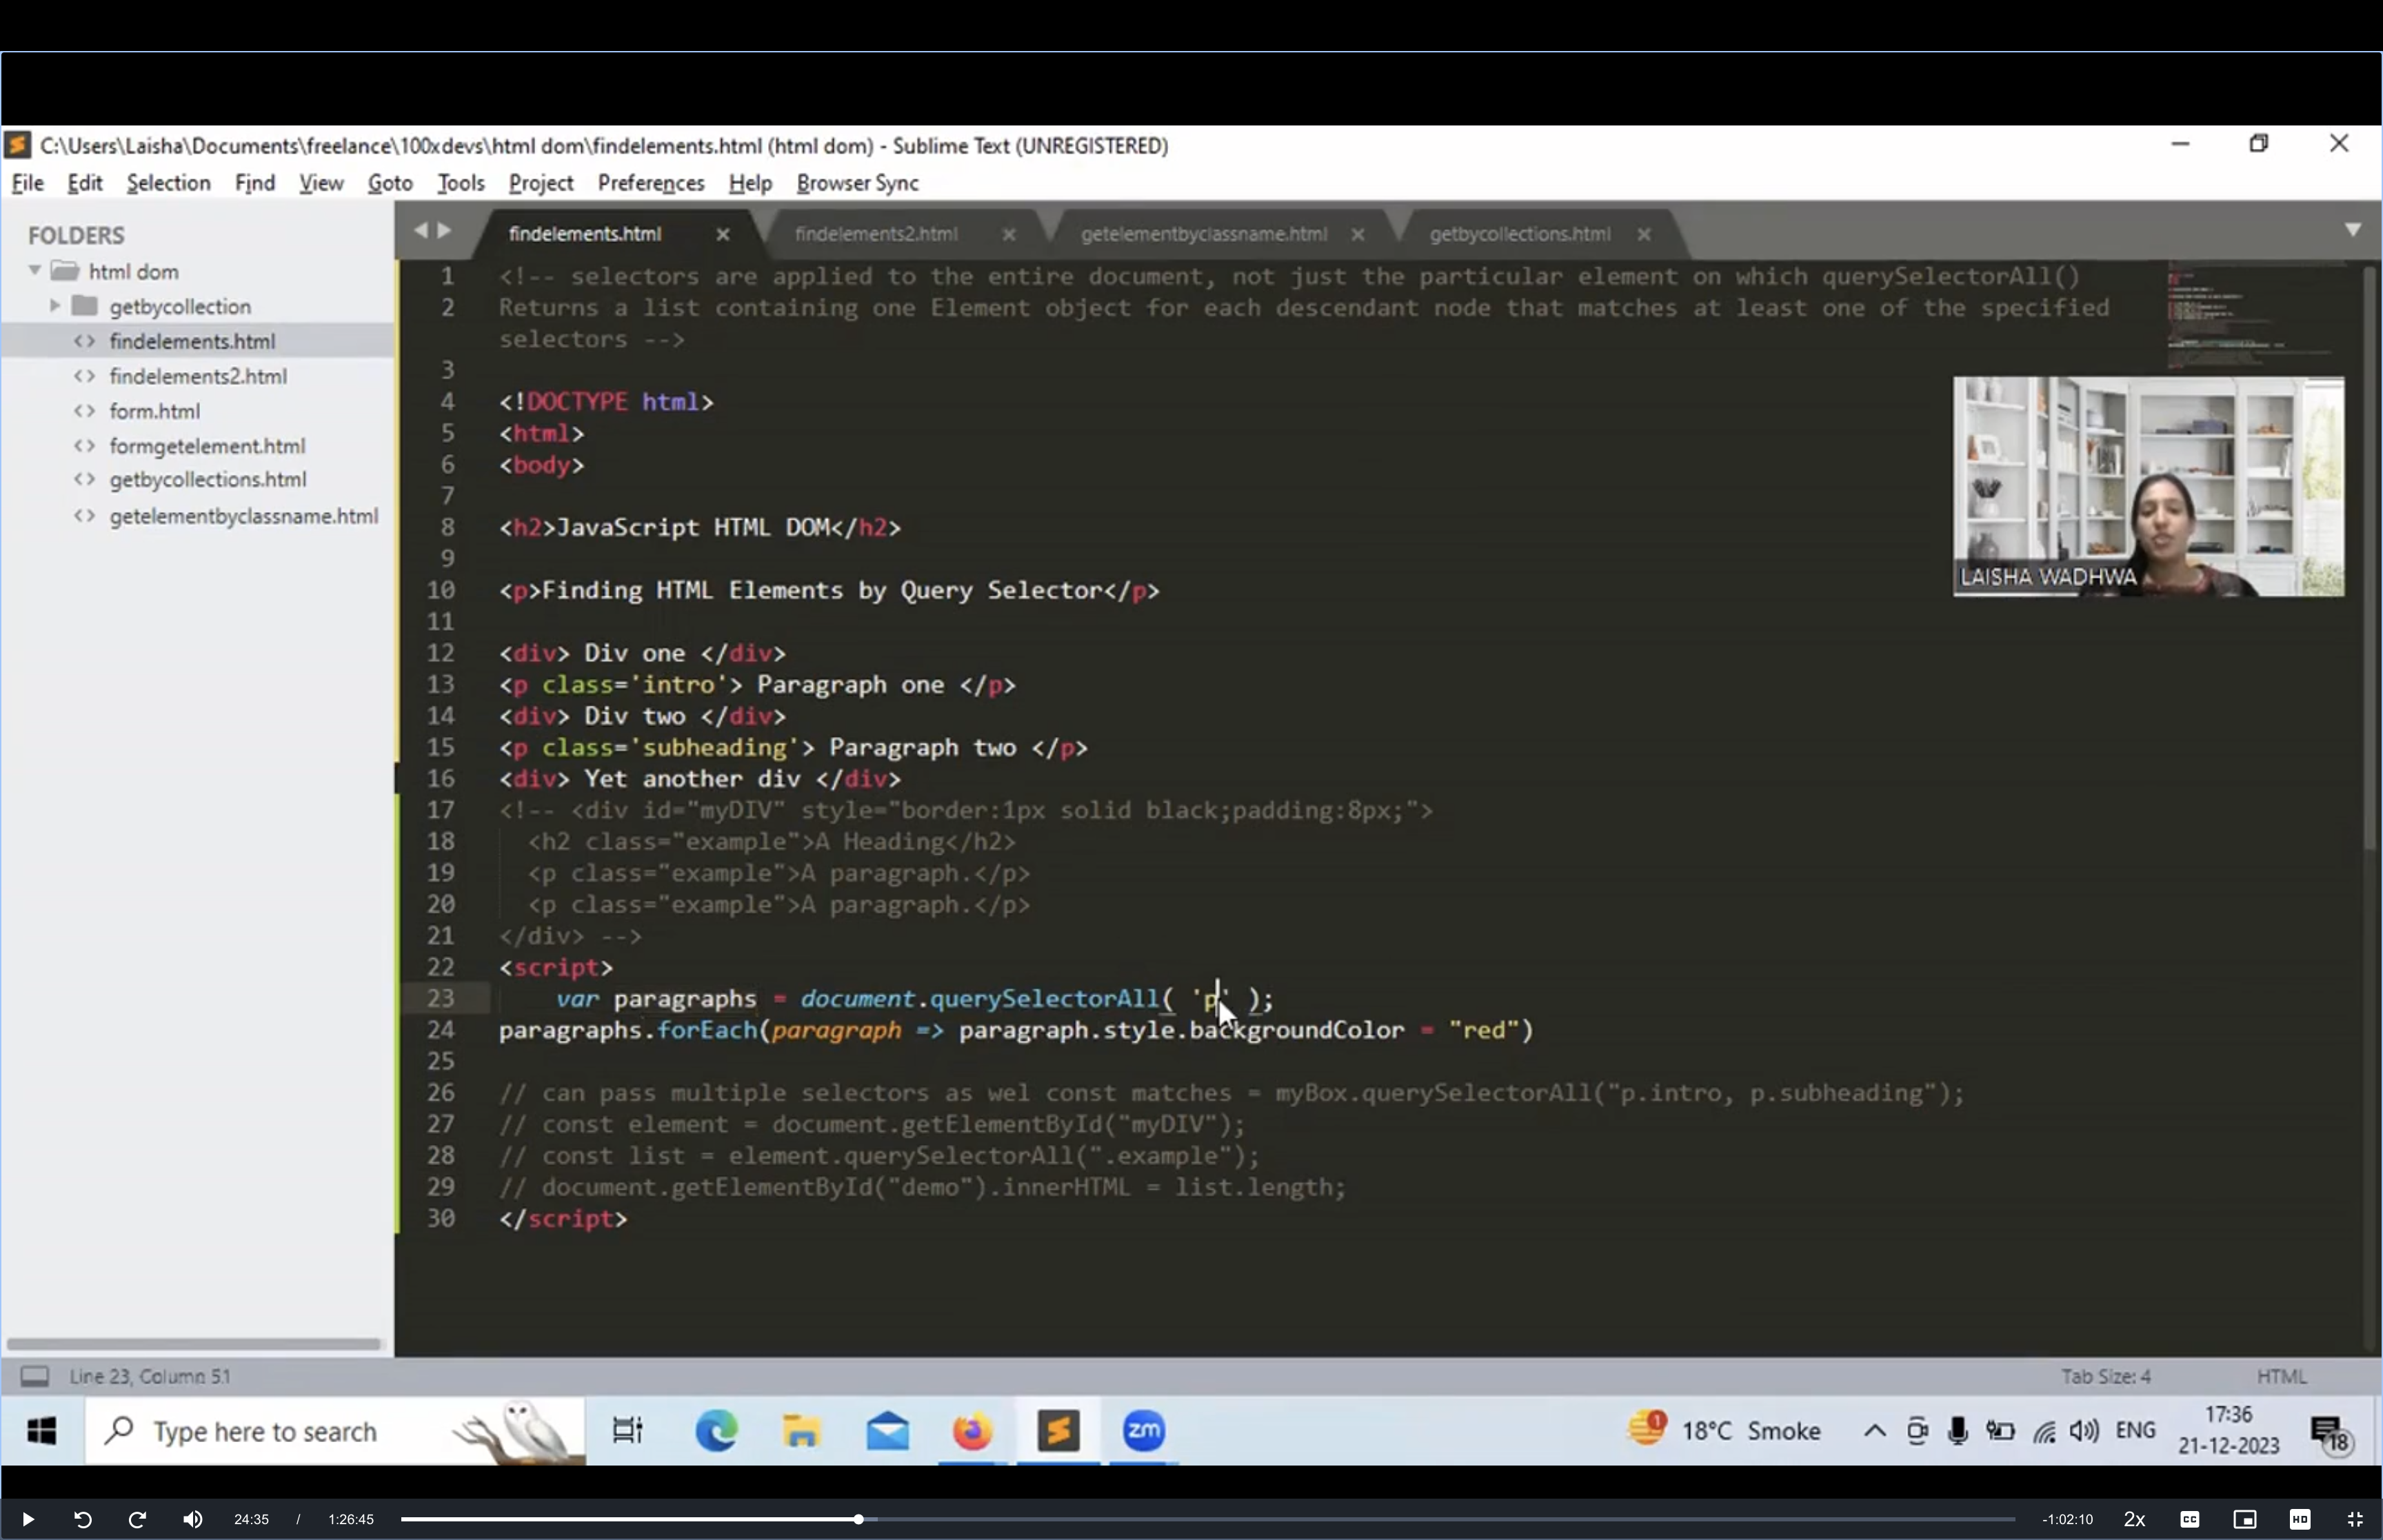 C:\Users\Laisha\Documents\freelance\100xdevs\html dom\findelements.html (html dom) - Sublime Text (UNREGISTERED)
File Edit Selection Find View Goto Tools Project Preferences Help Browser Sync
FOLDERS
html dom
getbycollection
findelements.html
findelements2.html
form.html
formgetelement.html
getbycollections.html
getelementbyclassname.html
findelements.html findelements2.html getelementbyclassname.html getbycollections.html
1 <!-- selectors are applied to the entire document, not just the particular element on which querySelectorAll()
2 Returns a list containing one Element object for each descendant node that matches at least one of the specified
selectors -->
3
4 <!DOCTYPE html>
5 <html>
6 <body>
7
8 <h2>JavaScript HTML DOM</h2>
9
10 <p>Finding HTML Elements by Query Selector</p>
11
12 <div> Div one </div>
13 <p class='intro'> Paragraph one </p>
14 <div> Div two </div>
15 <p class='subheading'> Paragraph two </p>
16 <div> Yet another div </div>
17 <!-- <div id="myDIV" style="border:1px solid black;padding:8px;">
18 <h2 class="example">A Heading</h2>
19 <p class="example">A paragraph.</p>
20 <p class="example">A paragraph.</p>
21 </div> -->
22 <script>
23 var paragraphs = document.querySelectorAll( 'p' );
24 paragraphs.forEach(paragraph => paragraph.style.backgroundColor = "red")
25
26 // can pass multiple selectors as wel const matches = myBox.querySelectorAll("p.intro, p.subheading");
27 // const element = document.getElementById("myDIV");
28 // const list = element.querySelectorAll(".example");
29 // document.getElementById("demo").innerHTML = list.length;
30 </script>
LAISHA WADHWA
Line 23, Column 51 Tab Size: 4 HTML
Type here to search zm 1 18°C Smoke ENG 17:36
21-12-2023 18
24:35 / 1:26:45 -1:02:10 2x CC HD